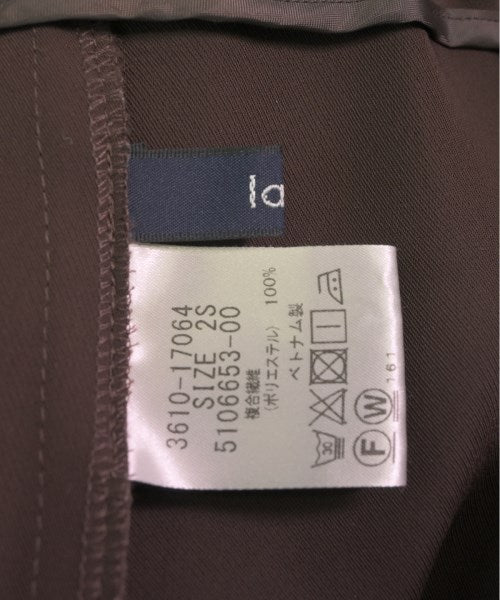 3610-17064
SIZE 2S
5106653-00
複合繊維
(ポリエステル) 100%
ベトナム製
30
F W
161